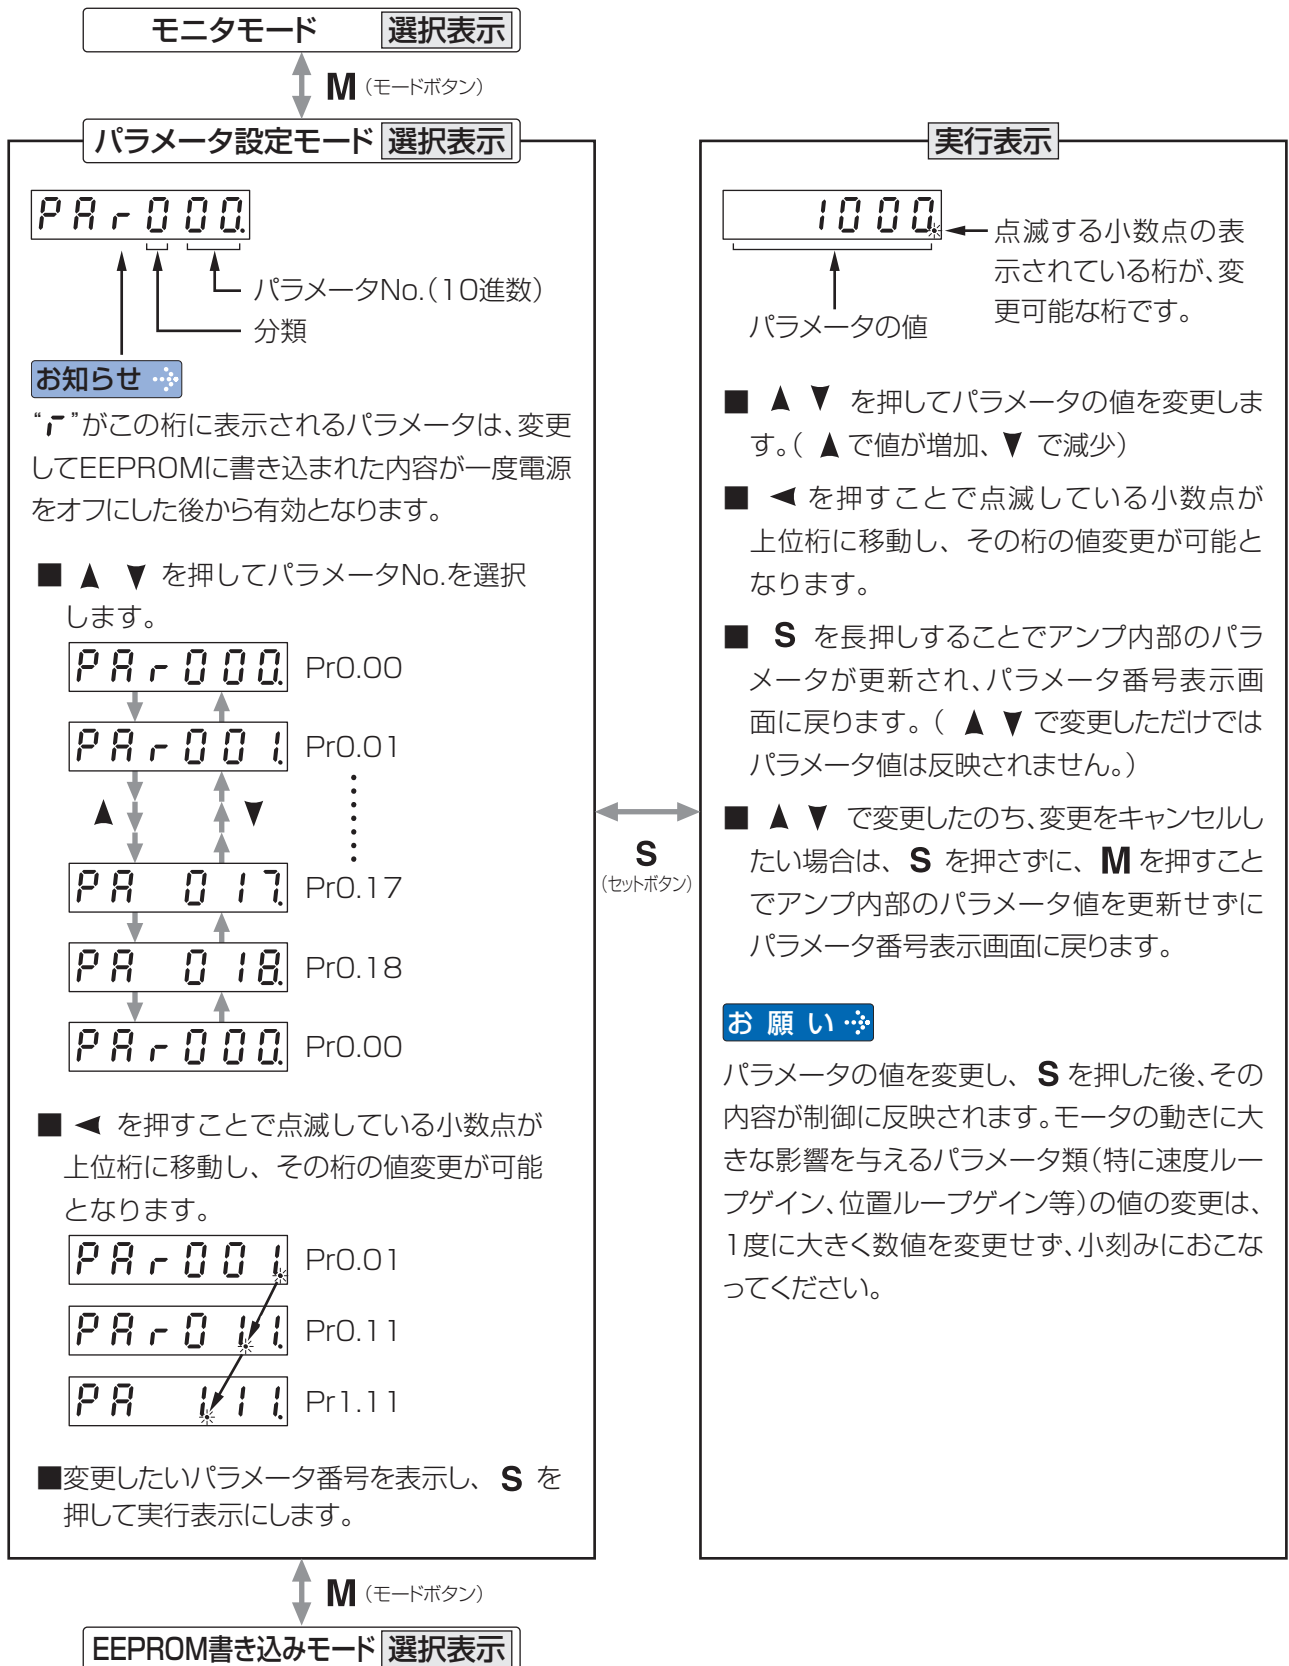 モニタモード 選択表示
M（モードボタン）
パラメータ設定モード 選択表示
PAr000.
パラメータNo.（10進数）
分類
お知らせ
“r”がこの桁に表示されるパラメータは、変更
してEEPROMに書き込まれた内容が一度電源
をオフにした後から有効となります。
■ ▲ ▼ を押してパラメータNo.を選択
します。
PAr000. Pr0.00
PAr001. Pr0.01
▲ ▼
PA 017. Pr0.17
PA 018. Pr0.18
PAr000. Pr0.00
■ ◀ を押すことで点滅している小数点が
上位桁に移動し、その桁の値変更が可能
となります。
PAr001. Pr0.01
PAr01.1. Pr0.11
PA 1.11. Pr1.11
■変更したいパラメータ番号を表示し、 S を
押して実行表示にします。
S
（セットボタン）
実行表示
1000.
点滅する小数点の表
示されている桁が、変
更可能な桁です。
パラメータの値
■ ▲ ▼ を押してパラメータの値を変更しま
す。（ ▲ で値が増加、▼ で減少）
■ ◀ を押すことで点滅している小数点が
上位桁に移動し、その桁の値変更が可能と
なります。
■ S を長押しすることでアンプ内部のパラ
メータが更新され、パラメータ番号表示画
面に戻ります。（ ▲ ▼ で変更しただけでは
パラメータ値は反映されません。）
■ ▲ ▼ で変更したのち、変更をキャンセルし
たい場合は、 S を押さずに、 M を押すこと
でアンプ内部のパラメータ値を更新せずに
パラメータ番号表示画面に戻ります。
お願い
パラメータの値を変更し、 S を押した後、その
内容が制御に反映されます。モータの動きに大
きな影響を与えるパラメータ類（特に速度ルー
プゲイン、位置ループゲイン等）の値の変更は、
1度に大きく数値を変更せず、小刻みにおこな
ってください。
M（モードボタン）
EEPROM書き込みモード 選択表示